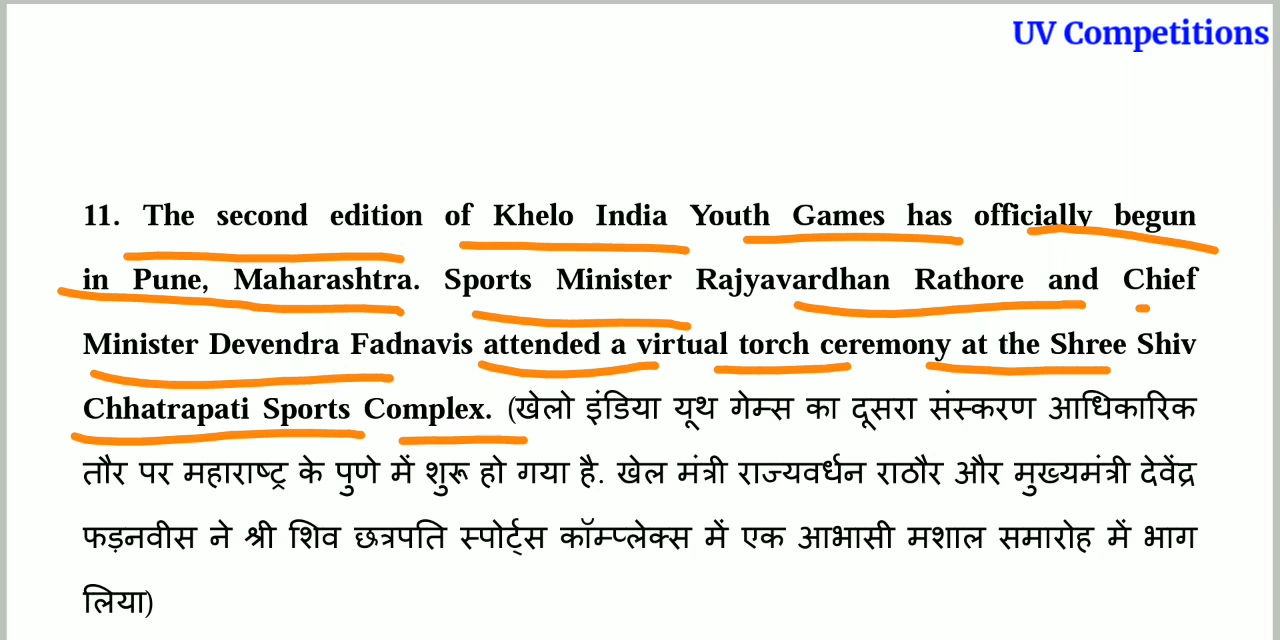 UV Competitions
11. The second edition of Khelo India Youth Games has officially begun
in Pune, Maharashtra. Sports Minister Rajyavardhan Rathore and Chief
Minister Devendra Fadnavis attended a virtual torch ceremony at the Shree Shiv
Chhatrapati Sports Complex. (खेलो इंडिया यूथ गेम्स का दूसरा संस्करण आधिकारिक
तौर पर महाराष्ट्र के पुणे में शुरू हो गया है. खेल मंत्री राज्यवर्धन राठौर और मुख्यमंत्री देवेंद्र
फड़नवीस ने श्री शिव छत्रपति स्पोर्ट्स कॉम्प्लेक्स में एक आभासी मशाल समारोह में भाग
लिया)